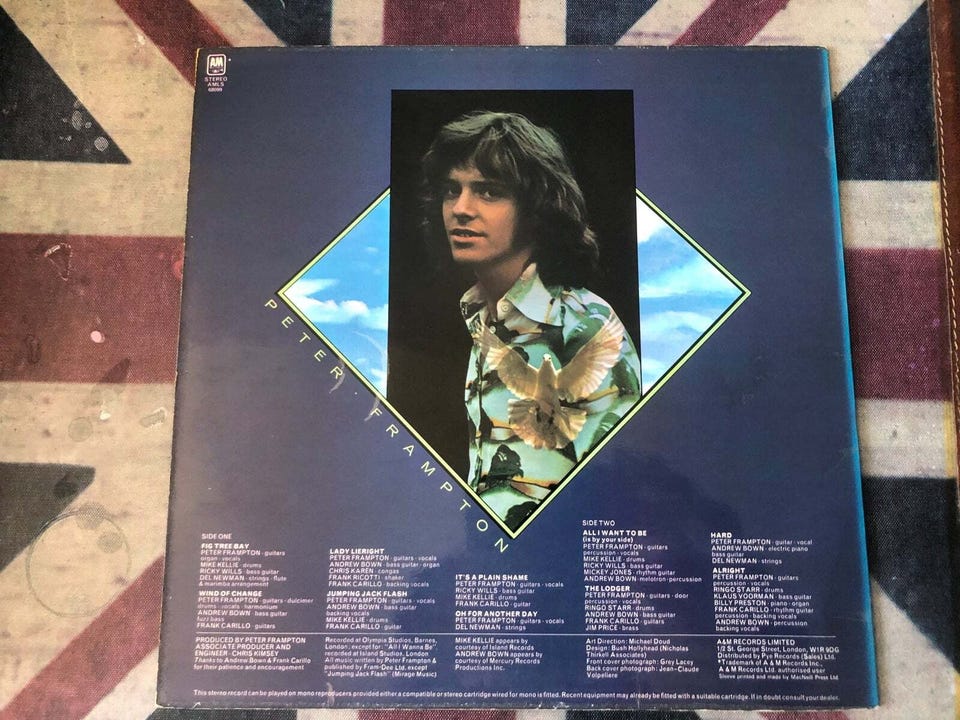 AM
STEREO
AMLS
68099
PETER · FRAMPTON
SIDE ONE
FIG TREE BAY
PETER FRAMPTON · guitars
organ · vocals
MIKE KELLIE · drums
RICKY WILLS · bass guitar
DEL NEWMAN · strings · flute
& marimba arrangement
WIND OF CHANGE
PETER FRAMPTON · guitars · dulcimer
drums · vocals · harmonium
ANDREW BOWN · bass guitar
fuzz bass
FRANK CARILLO · guitars
LADY LIERIGHT
PETER FRAMPTON · guitars · vocals
ANDREW BOWN · bass guitar · organ
CHRIS KAREN · congas
FRANK RICOTTI · shaker
FRANK CARILLO · backing vocals
JUMPING JACK FLASH
PETER FRAMPTON · guitars · vocals
ANDREW BOWN · bass guitar
backing vocals
MIKE KELLIE · drums
FRANK CARILLO · guitar
IT'S A PLAIN SHAME
PETER FRAMPTON · guitars · vocals
RICKY WILLS · bass guitar
MIKE KELLIE · drums
FRANK CARILLO · guitar
OH FOR ANOTHER DAY
PETER FRAMPTON · guitars · vocals
DEL NEWMAN · strings
SIDE TWO
ALL I WANT TO BE
(is by your side)
PETER FRAMPTON · guitars
percussion · vocals
MIKE KELLIE · drums
RICKY WILLS · bass guitar
MICKEY JONES · rhythm guitar
ANDREW BOWN · melotron · percussion
THE LODGER
PETER FRAMPTON · guitars · door
percussion · vocals
RINGO STARR · drums
ANDREW BOWN · bass guitar
FRANK CARILLO · guitars
JIM PRICE · brass
HARD
PETER FRAMPTON · guitar · vocal
ANDREW BOWN · electric piano
bass guitar
DEL NEWMAN · strings
ALRIGHT
PETER FRAMPTON · guitars
percussion · vocals
RINGO STARR · drums
KLAUS VOORMAN · bass guitar
BILLY PRESTON · piano · organ
FRANK CARILLO · rhythm guitar
percussion · backing vocals
ANDREW BOWN · percussion
backing vocals
PRODUCED BY PETER FRAMPTON
ASSOCIATE PRODUCER AND
ENGINEER · CHRIS KIMSEY
Thanks to Andrew Bown & Frank Carillo
for their patience and encouragement
Recorded at Olympia Studios, Barnes,
London; except for: "All I Wanna Be",
recorded at Island Studios, London
All music written by Peter Frampton &
published by Fram-Dee Ltd. except
"Jumping Jack Flash" (Mirage Music)
MIKE KELLIE appears by
courtesy of Island Records
ANDREW BOWN appears by
courtesy of Mercury Records
Productions Inc.
Art Direction: Michael Doud
Design: Bush Hollyhead (Nicholas
Thirkell Associates)
Front cover photograph: Grey Lacey
Back cover photograph: Jean-Claude
Volpeliere
A&M RECORDS LIMITED
1/2 St. George Street, London, W1R 9DG
Distributed by Pye Records (Sales) Ltd.
*Trademark of A & M Records Inc.,
A & M Records Ltd. authorised user
Sleeve printed and made by MacNeill Press Ltd.
This stereo record can be played on mono reproducers provided either a compatible or stereo cartridge wired for mono is fitted. Recent equipment may already be fitted with a suitable cartridge. If in doubt consult your dealer.